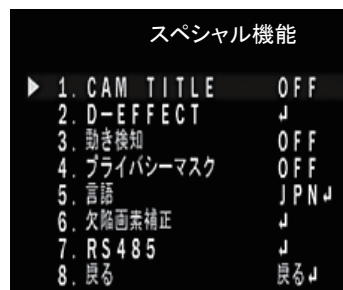 スペシャル機能
▶ 1. CAM TITLE OFF
2. D-EFFECT ↲
3. 動き検知 OFF
4. プライバシーマスク OFF
5. 言語 JPN↲
6. 欠陥画素補正 ↲
7. RS485 ↲
8. 戻る 戻る↲